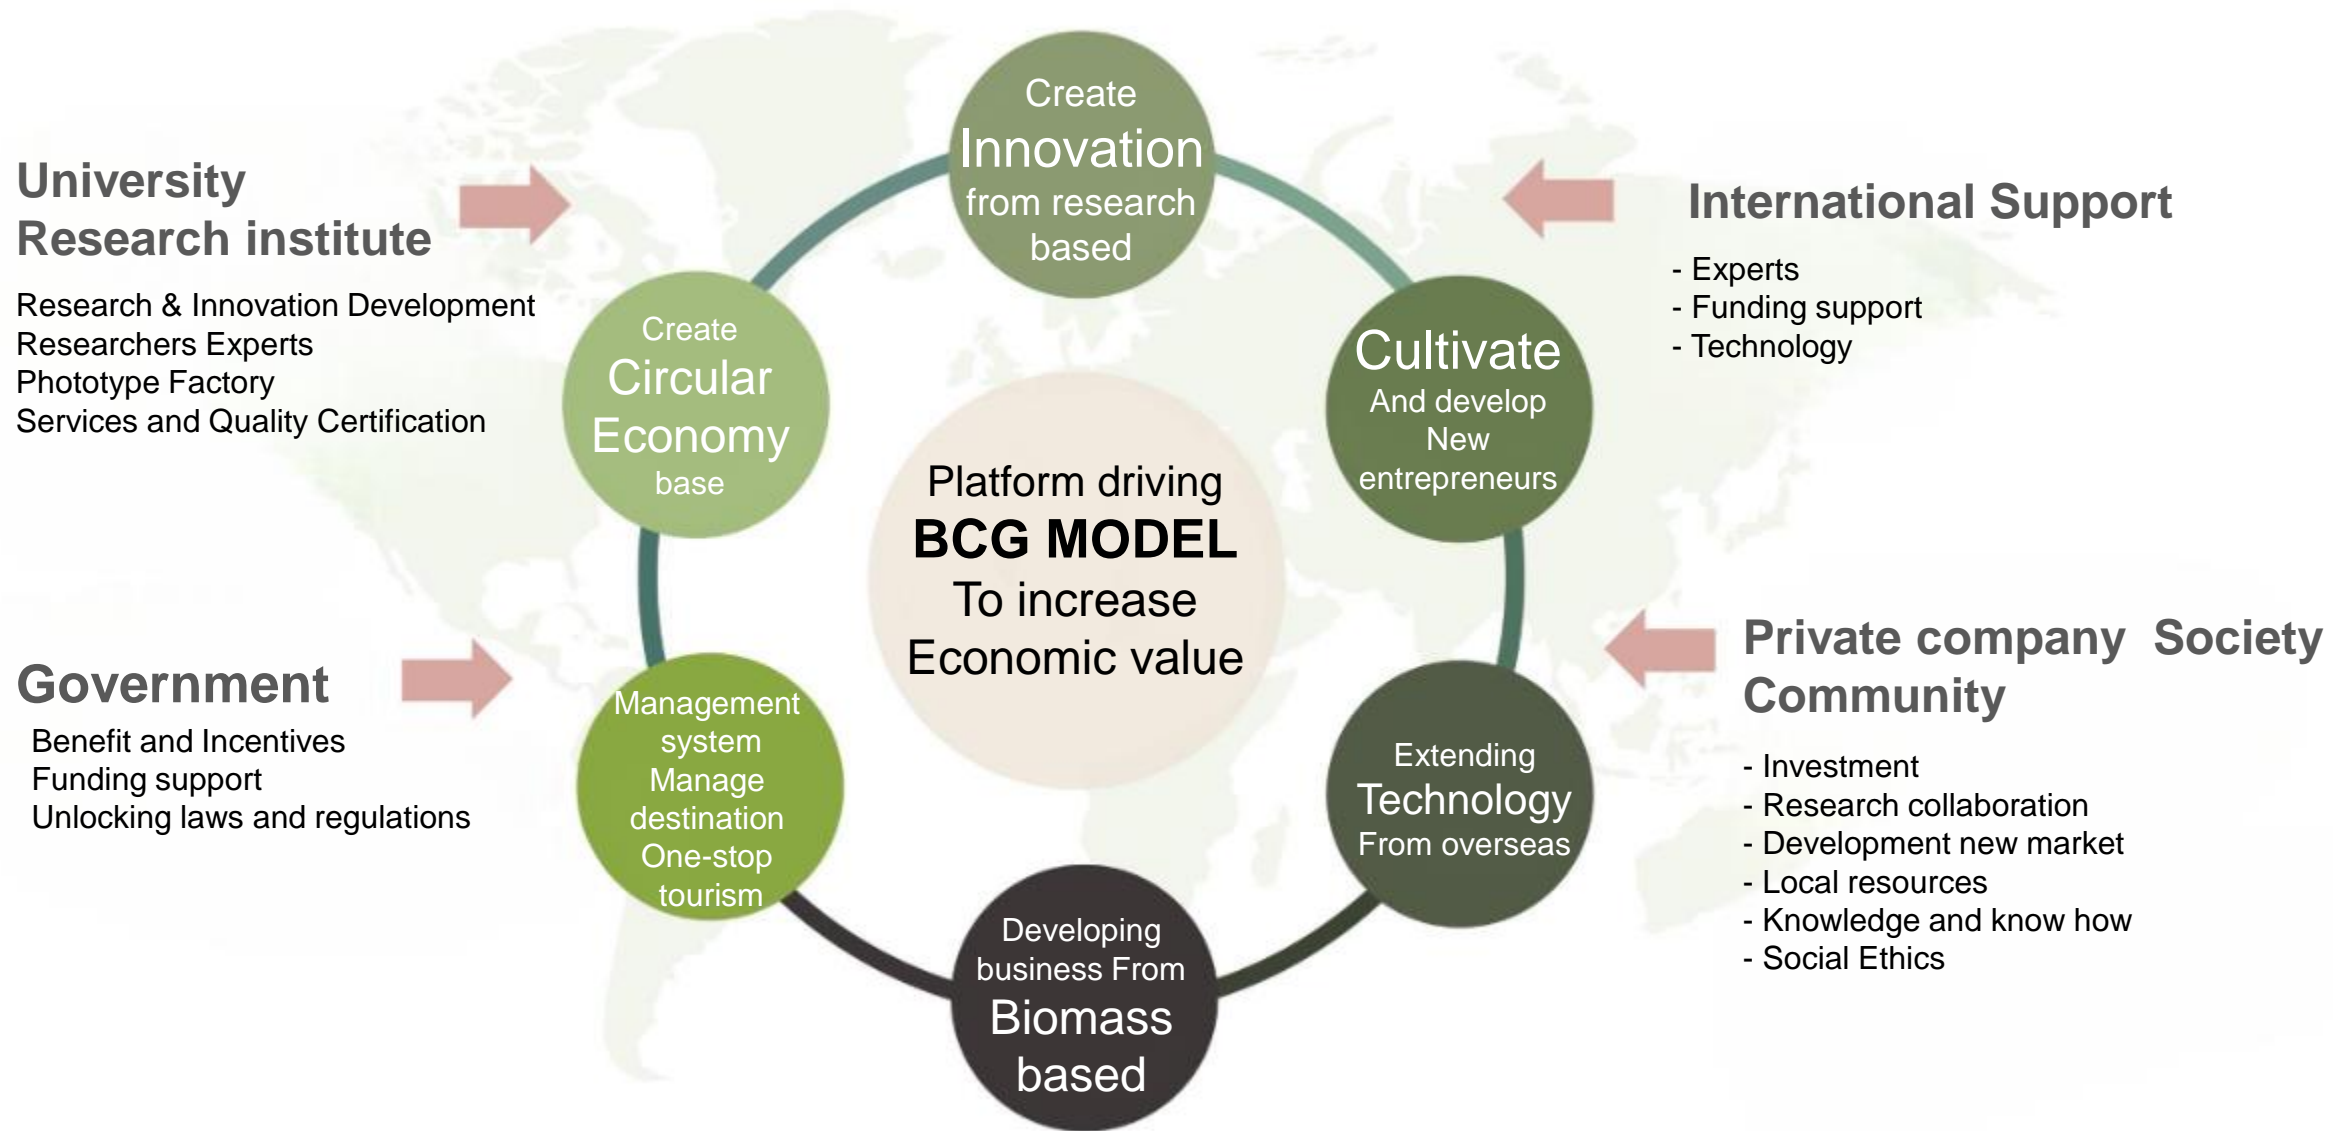 University
Research institute
Research & Innovation Development
Researchers Experts
Phototype Factory
Services and Quality Certification
Government
Benefit and Incentives
Funding support
Unlocking laws and regulations
Create
Innovation
from research
based
Create
Circular
Economy
base
Cultivate
And develop
New
entrepreneurs
Platform driving
BCG MODEL
To increase
Economic value
Management
system
Manage
destination
One-stop
tourism
Extending
Technology
From overseas
Developing
business From
Biomass
based
International Support
- Experts
- Funding support
- Technology
Private company  Society
Community
- Investment
- Research collaboration
- Development new market
- Local resources
- Knowledge and know how
- Social Ethics